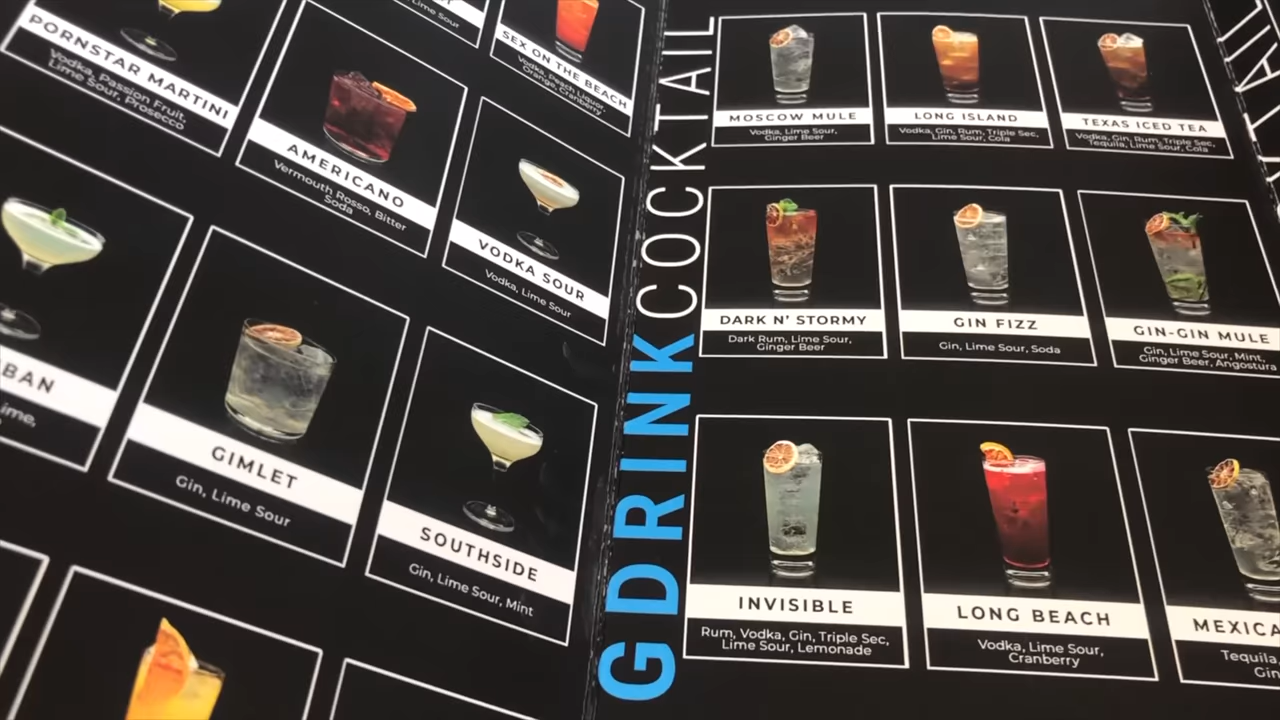 Lime Sour
SEX ON THE BEACH
Vodka, Peach Liquor,
Orange, Cranberry
PORNSTAR MARTINI
Vodka, Passion Fruit,
Lime Sour, Prosecco
AMERICANO
Vermouth Rosso, Bitter
Soda
VODKA SOUR
Vodka, Lime Sour
BAN
ime,
GIMLET
Gin, Lime Sour
SOUTHSIDE
Gin, Lime Sour, Mint
GDRINKCOCKTAIL
MOSCOW MULE
Vodka, Lime Sour,
Ginger Beer
LONG ISLAND
Vodka, Gin, Rum, Triple Sec,
Lime Sour, Cola
TEXAS ICED TEA
Vodka, Gin, Rum, Triple Sec,
Tequila, Lime Sour, Cola
DARK N' STORMY
Dark Rum, Lime Sour,
Ginger Beer
GIN FIZZ
Gin, Lime Sour, Soda
GIN-GIN MULE
Gin, Lime Sour, Mint,
Ginger Beer, Angostura
INVISIBLE
Rum, Vodka, Gin, Triple Sec,
Lime Sour, Lemonade
LONG BEACH
Vodka, Lime Sour,
Cranberry
MEXICA
Tequila
Gin